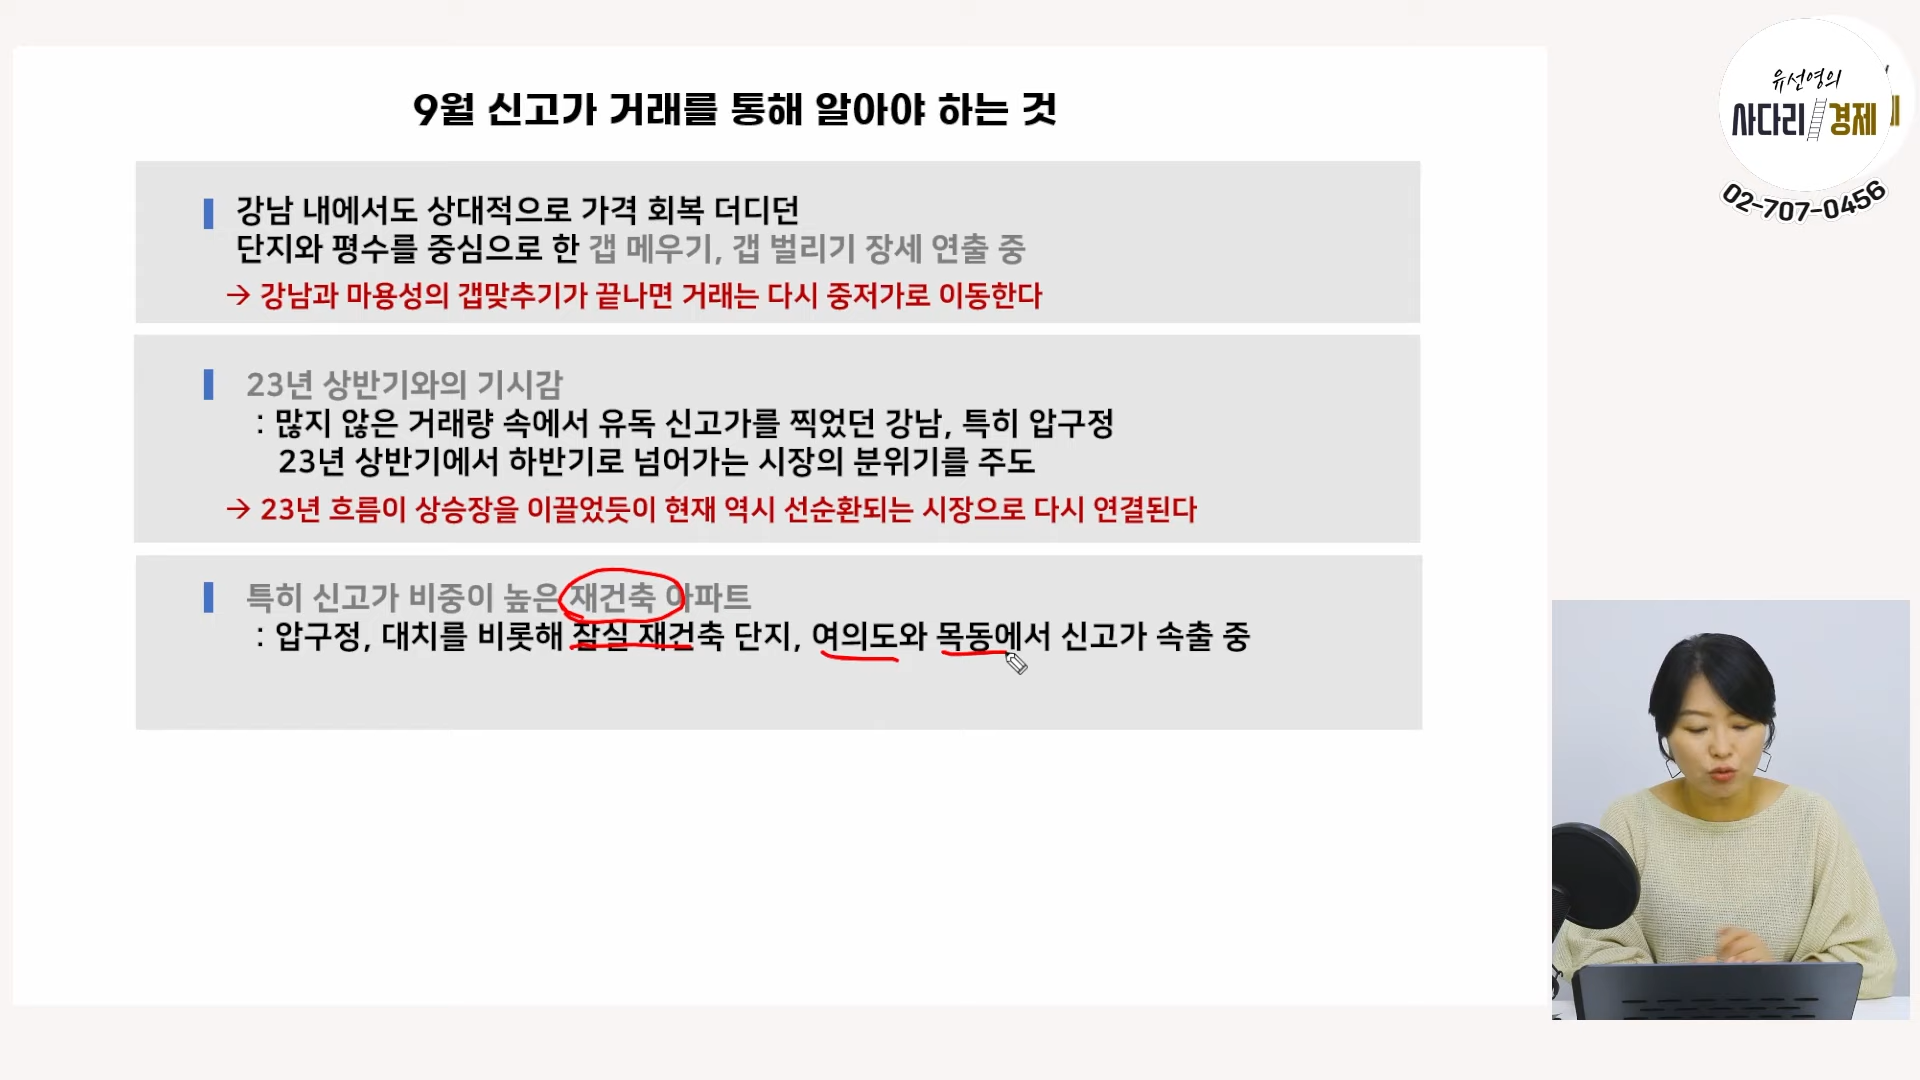 9월 신고가 거래를 통해 알아야 하는 것
강남 내에서도 상대적으로 가격 회복 더디던
단지와 평수를 중심으로 한 갭 메우기, 갭 벌리기 장세 연출 중
→ 강남과 마용성의 갭맞추기가 끝나면 거래는 다시 중저가로 이동한다
23년 상반기와의 기시감
: 많지 않은 거래량 속에서 유독 신고가를 찍었던 강남, 특히 압구정
23년 상반기에서 하반기로 넘어가는 시장의 분위기를 주도
→ 23년 흐름이 상승장을 이끌었듯이 현재 역시 선순환되는 시장으로 다시 연결된다
특히 신고가 비중이 높은 재건축 아파트
: 압구정, 대치를 비롯해 잠실 재건축 단지, 여의도와 목동에서 신고가 속출 중
유선영의
사다리 경제
02-707-0456